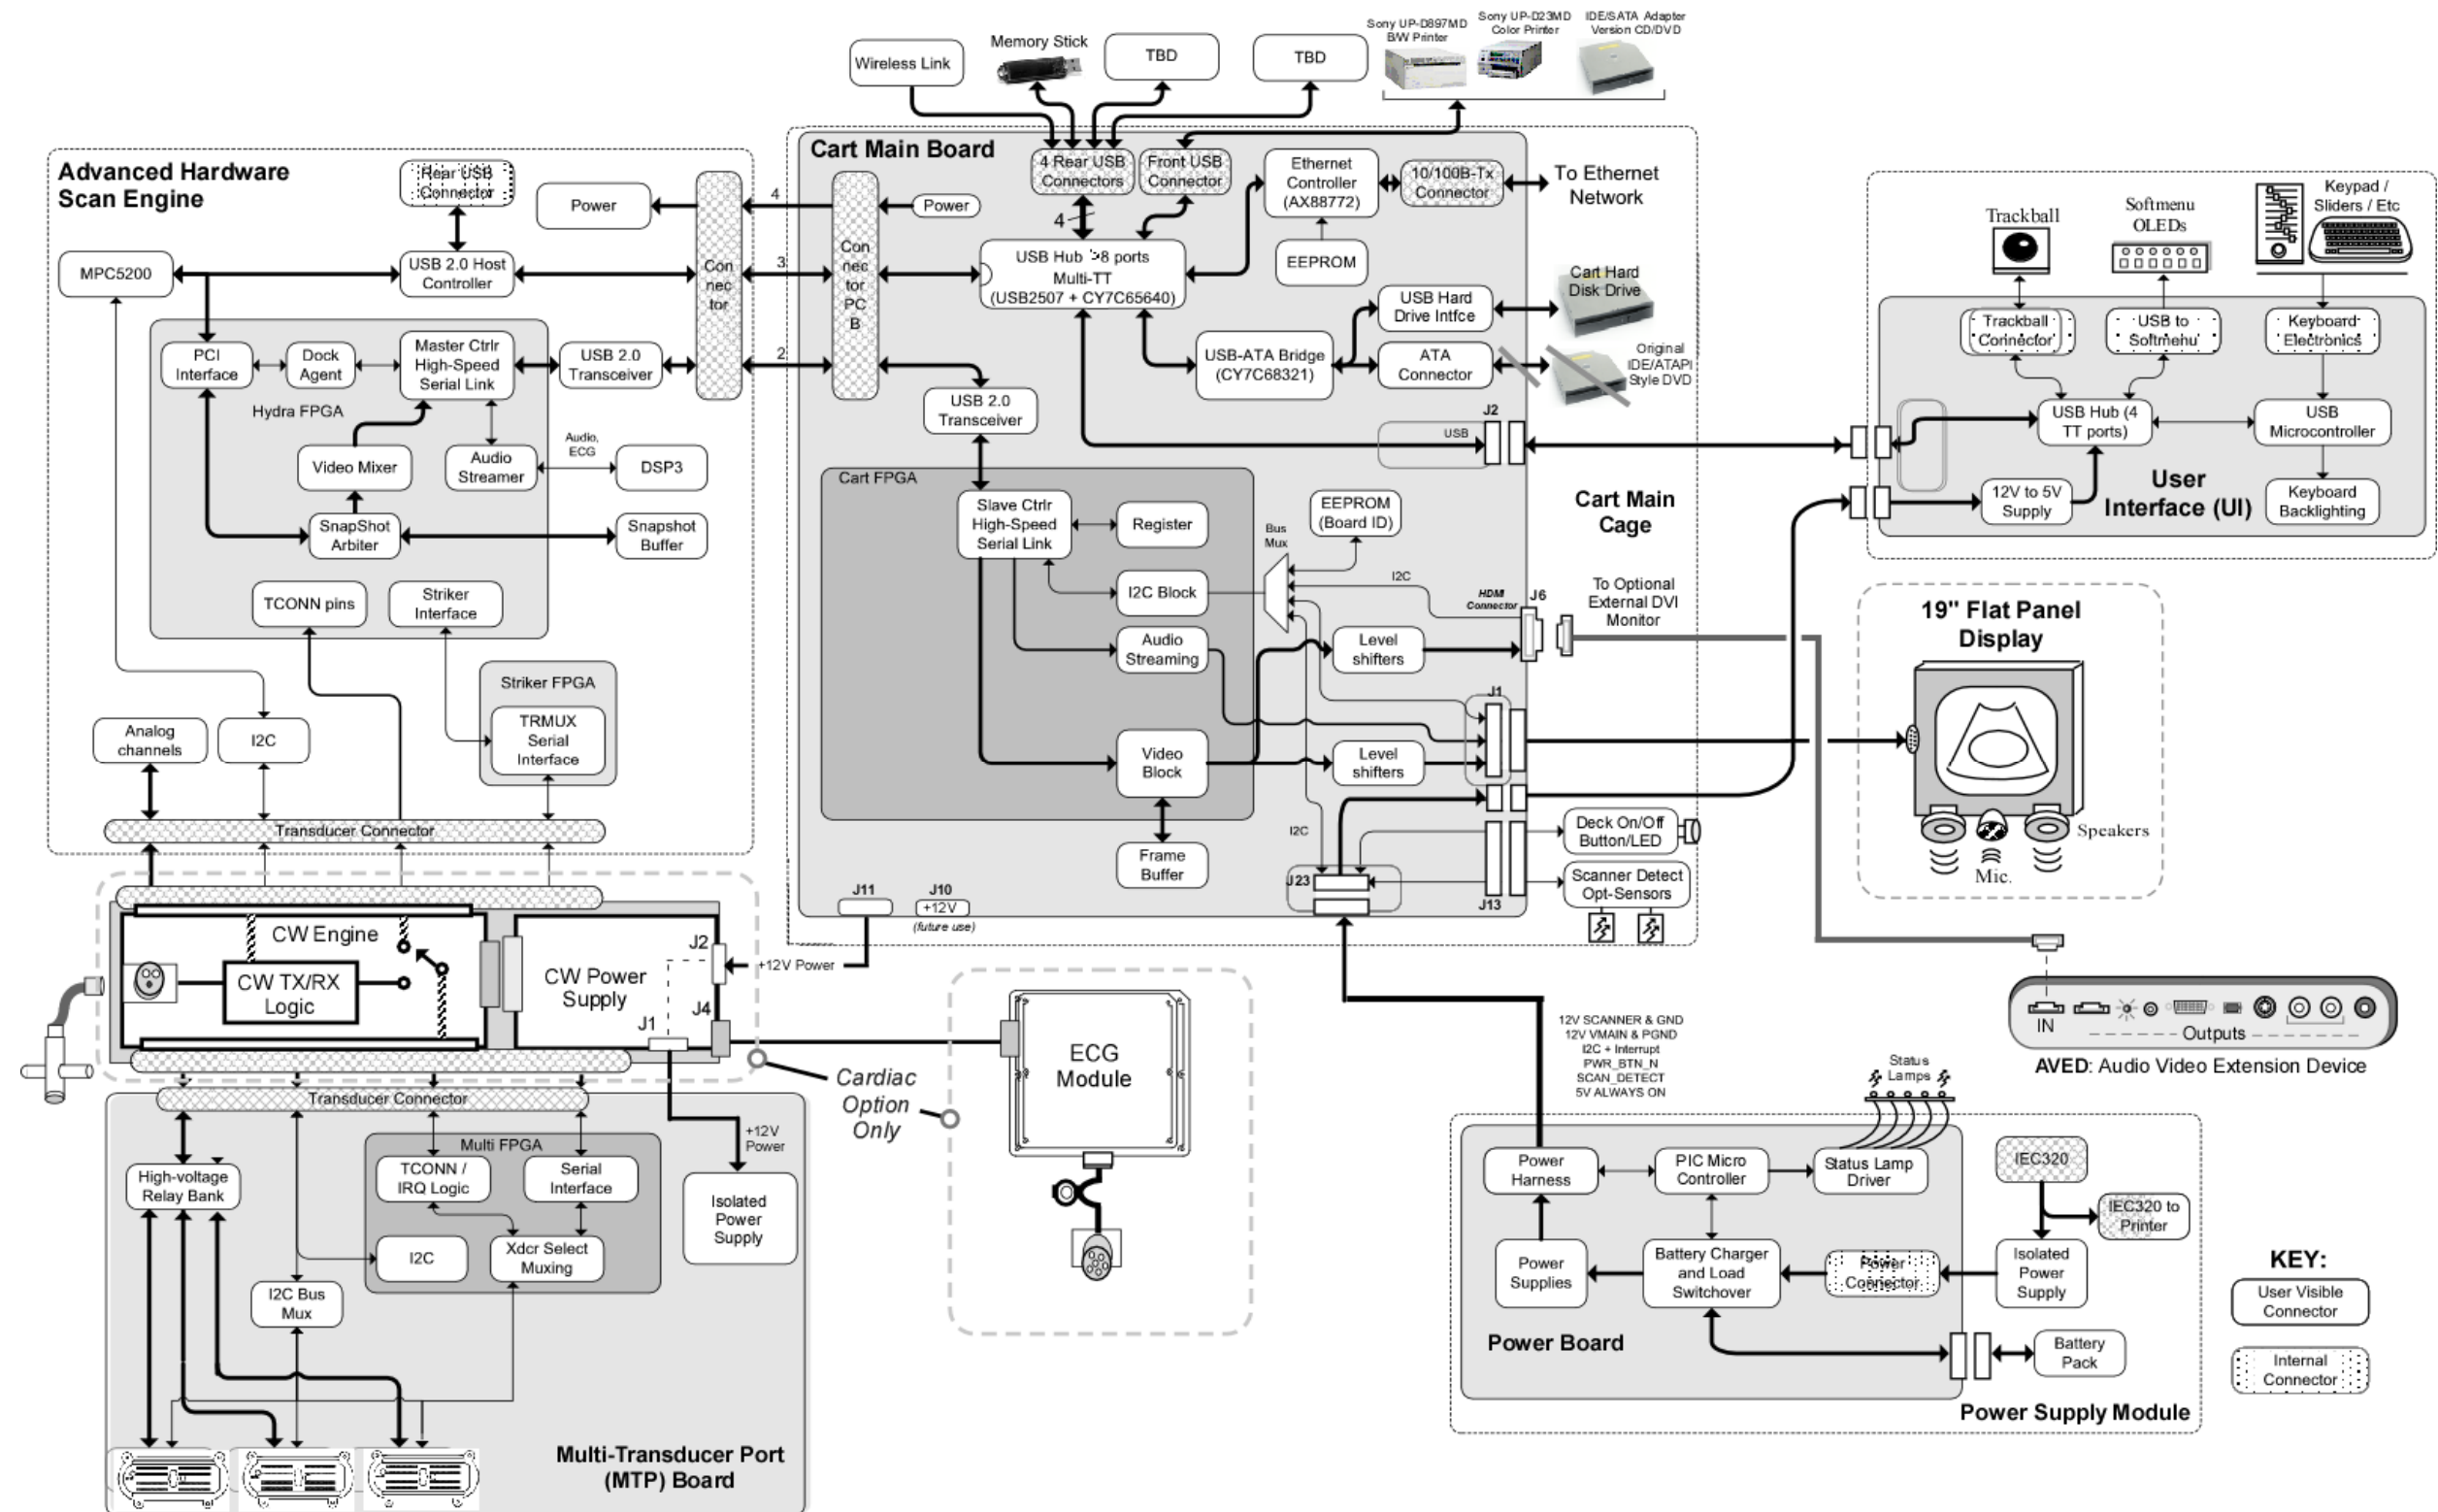 Sony UP-D897MD
B/W Printer
Sony UP-D23MD
Color Printer
IDE/SATA Adapter
Version CD/DVD
Wireless Link
Memory Stick
TBD
TBD
Advanced Hardware
Scan Engine
Rear USB
Connector
Power
MPC5200
USB 2.0 Host
Controller
Con
nec
tor
4
3
2
PCI
Interface
Dock
Agent
Master Ctrlr
High-Speed
Serial Link
USB 2.0
Transceiver
Hydra FPGA
Video Mixer
Audio
Streamer
Audio,
ECG
DSP3
SnapShot
Arbiter
Snapshot
Buffer
TCONN pins
Striker
Interface
Striker FPGA
TRMUX
Serial
Interface
Analog
channels
I2C
Transducer Connector
Cart Main Board
4 Rear USB
Connectors
Front USB
Connector
Ethernet
Controller
(AX88772)
10/100B-Tx
Connector
To Ethernet
Network
Con
nec
tor
PC
B
Power
4
USB Hub >8 ports
Multi-TT
(USB2507 + CY7C65640)
EEPROM
USB Hard
Drive Intfce
Cart Hard
Disk Drive
USB-ATA Bridge
(CY7C68321)
ATA
Connector
Original
IDE/ATAPI
Style DVD
USB 2.0
Transceiver
USB
J2
Cart FPGA
Slave Ctrlr
High-Speed
Serial Link
Register
EEPROM
(Board ID)
Bus
Mux
Cart Main
Cage
I2C Block
I2C
HDMI
Connector
J6
To Optional
External DVI
Monitor
Audio
Streaming
Level
shifters
J1
Video
Block
Level
shifters
I2C
Frame
Buffer
Deck On/Off
Button/LED
J23
J13
Scanner Detect
Opt-Sensors
J11
J10
+12V
(future use)
Trackball
Softmenu
OLEDs
Keypad /
Sliders / Etc
Trackball
Connector
USB to
Softmenu
Keyboard
Electronics
USB Hub (4
TT ports)
USB
Microcontroller
12V to 5V
Supply
User
Interface (UI)
Keyboard
Backlighting
19" Flat Panel
Display
Speakers
Mic.
IN
Outputs
AVED: Audio Video Extension Device
CW Engine
CW TX/RX
Logic
CW Power
Supply
J2
J4
J1
+12V Power
ECG
Module
Cardiac
Option
Only
Transducer Connector
High-voltage
Relay Bank
Multi FPGA
TCONN /
IRQ Logic
Serial
Interface
+12V
Power
Isolated
Power
Supply
I2C
Xdcr Select
Muxing
I2C Bus
Mux
Multi-Transducer Port
(MTP) Board
12V SCANNER & GND
12V VMAIN & PGND
I2C + Interrupt
PWR_BTN_N
SCAN_DETECT
5V ALWAYS ON
Status
Lamps
Power
Harness
PIC Micro
Controller
Status Lamp
Driver
IEC320
IEC320 to
Printer
Power
Supplies
Battery Charger
and Load
Switchover
Power
Connector
Isolated
Power
Supply
Power Board
Battery
Pack
Power Supply Module
KEY:
User Visible
Connector
Internal
Connector